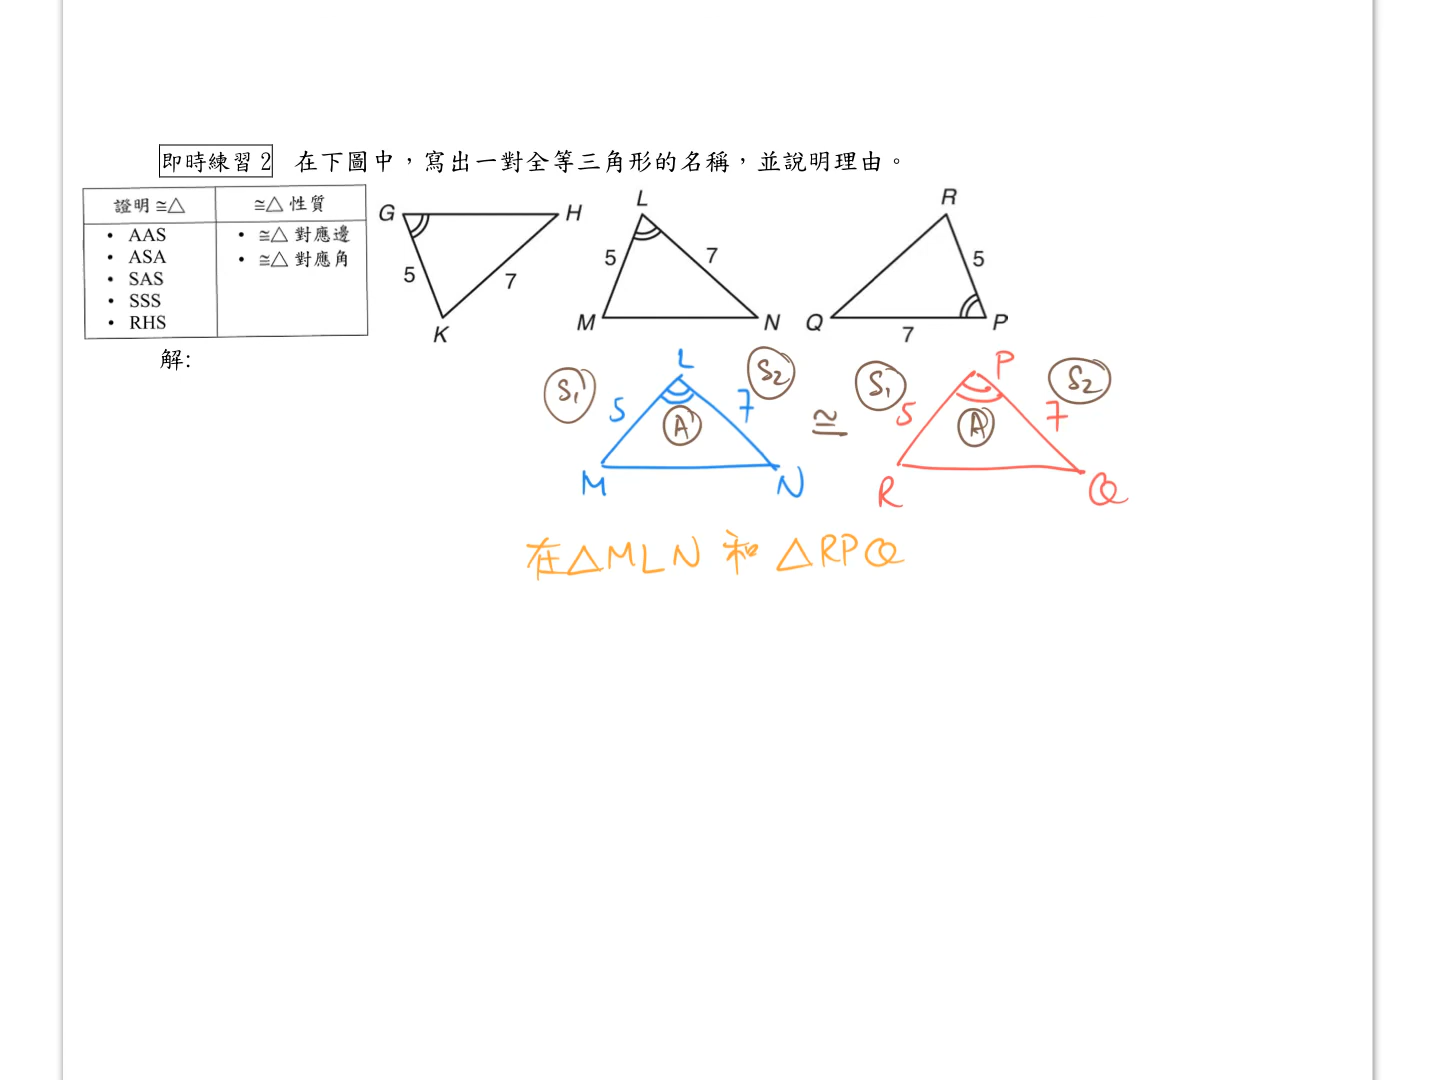 即時練習 2 在下圖中，寫出一對全等三角形的名稱，並說明理由。
證明 ≅△ ≅△ 性質
• AAS • ≅△ 對應邊
• ASA • ≅△ 對應角
• SAS
• SSS
• RHS
G H
5 7
K
L
5 7
M N
R
5
Q P
7
解:
L P
S₁ 5 7 S₂ ≅ S₁ 5 7 S₂
A A
M N R Q
在△MLN 和 △RPQ